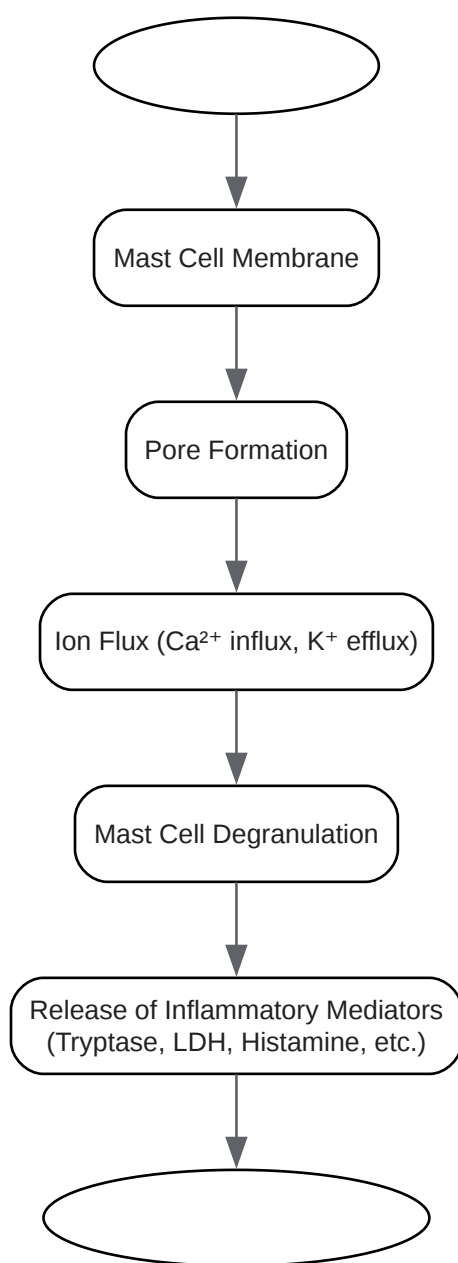 Mast Cell Membrane
Pore Formation
Ion Flux (Ca²⁺ influx, K⁺ efflux)
Mast Cell Degranulation
Release of Inflammatory Mediators
(Tryptase, LDH, Histamine, etc.)